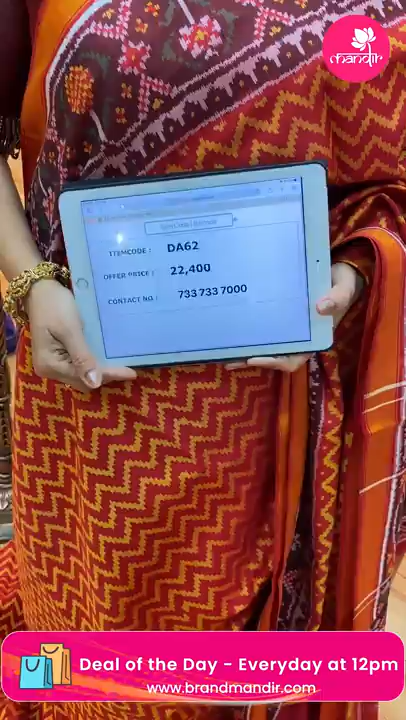 mandir
ITEMCODE : DA62
OFFER PRICE : 22,400
CONTACT NO : 733 733 7000
Deal of the Day - Everyday at 12pm
www.brandmandir.com